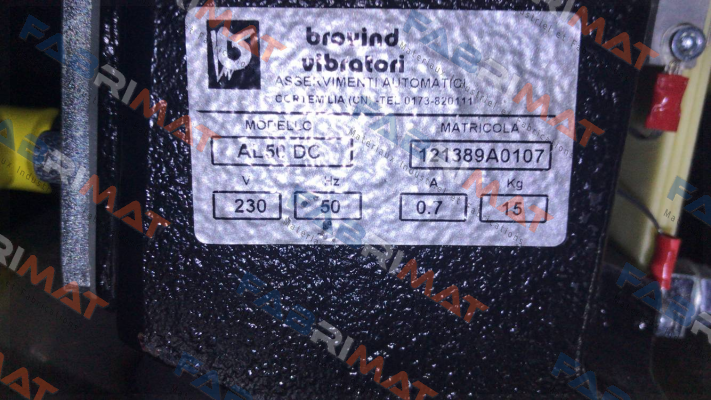 brovind
vibratori
ASSERVIMENTI AUTOMATICI
CORTEMILIA (CN) -TEL 0173-820111
MODELLO MATRICOLA
AL50 DC 121389A0107
V Hz A Kg
230 50 0.7 15
FABRIMAT